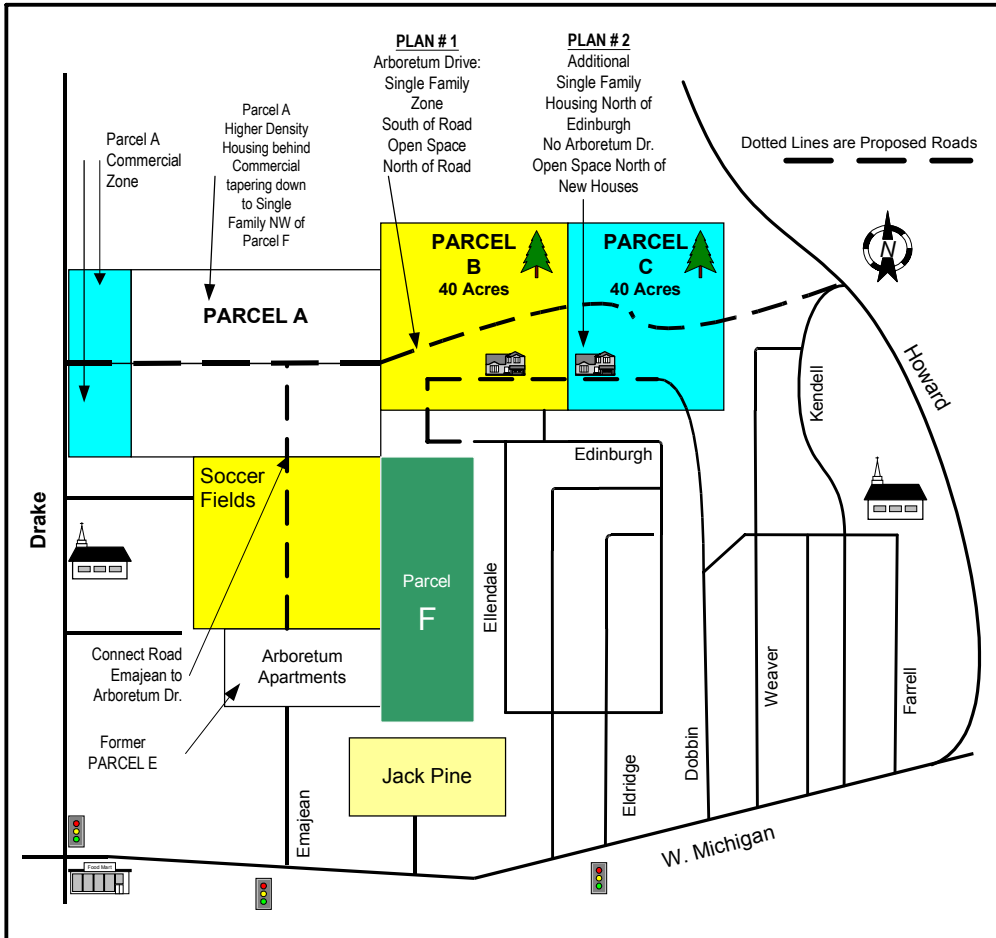 PLAN # 1
Arboretum Drive:
Single Family
Zone
South of Road
Open Space
North of Road
PLAN # 2
Additional
Single Family
Housing North of
Edinburgh
No Arboretum Dr.
Open Space North of
New Houses
Parcel A
Commercial
Zone
Parcel A
Higher Density
Housing behind
Commercial
tapering down
to Single
Family NW of
Parcel F
Dotted Lines are Proposed Roads
N
PARCEL
B
40 Acres
PARCEL
C
40 Acres
PARCEL A
Howard
Kendell
Edinburgh
Soccer
Fields
Drake
Parcel
F
Ellendale
Connect Road
Emajean to
Arboretum Dr.
Arboretum
Apartments
Weaver
Farrell
Former
PARCEL E
Dobbin
Jack Pine
Eldridge
Emajean
W. Michigan
Food Mart